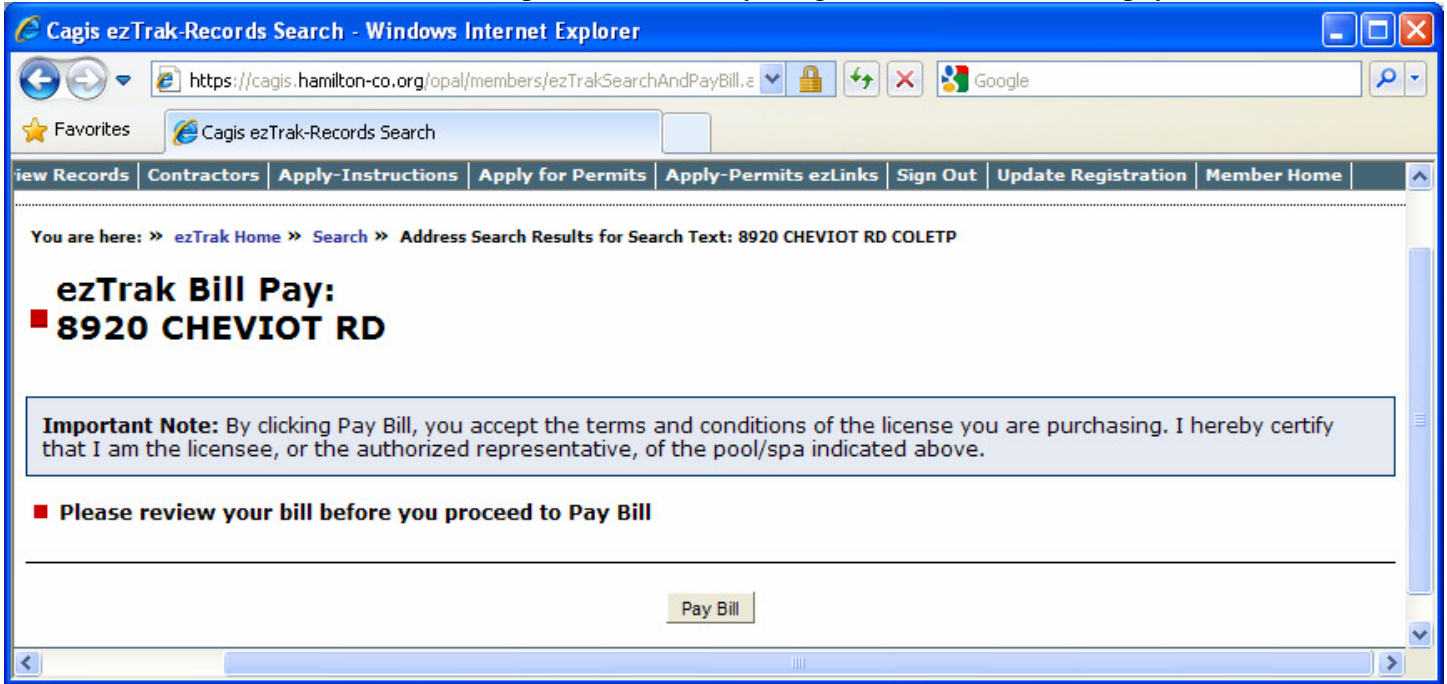 Cagis ezTrak-Records Search - Windows Internet Explorer
https://cagis.hamilton-co.org/opal/members/ezTrakSearchAndPayBill.a
Google
Favorites
Cagis ezTrak-Records Search
iew Records Contractors Apply-Instructions Apply for Permits Apply-Permits ezLinks Sign Out Update Registration Member Home
You are here: » ezTrak Home » Search » Address Search Results for Search Text: 8920 CHEVIOT RD COLETP
ezTrak Bill Pay:
8920 CHEVIOT RD
Important Note: By clicking Pay Bill, you accept the terms and conditions of the license you are purchasing. I hereby certify
that I am the licensee, or the authorized representative, of the pool/spa indicated above.
Please review your bill before you proceed to Pay Bill
Pay Bill